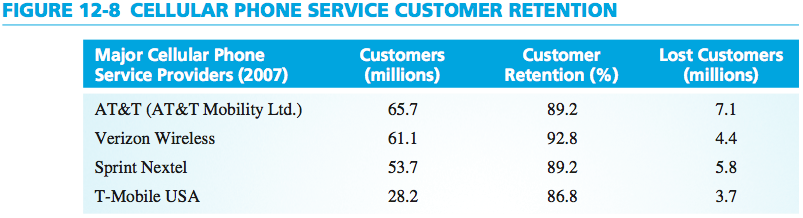 FIGURE 12-8 CELLULAR PHONE SERVICE CUSTOMER RETENTION
Major Cellular Phone Customers Customer Lost Customers
Service Providers (2007) (millions) Retention (%) (millions)
AT&T (AT&T Mobility Ltd.) 65.7 89.2 7.1
Verizon Wireless 61.1 92.8 4.4
Sprint Nextel 53.7 89.2 5.8
T-Mobile USA 28.2 86.8 3.7